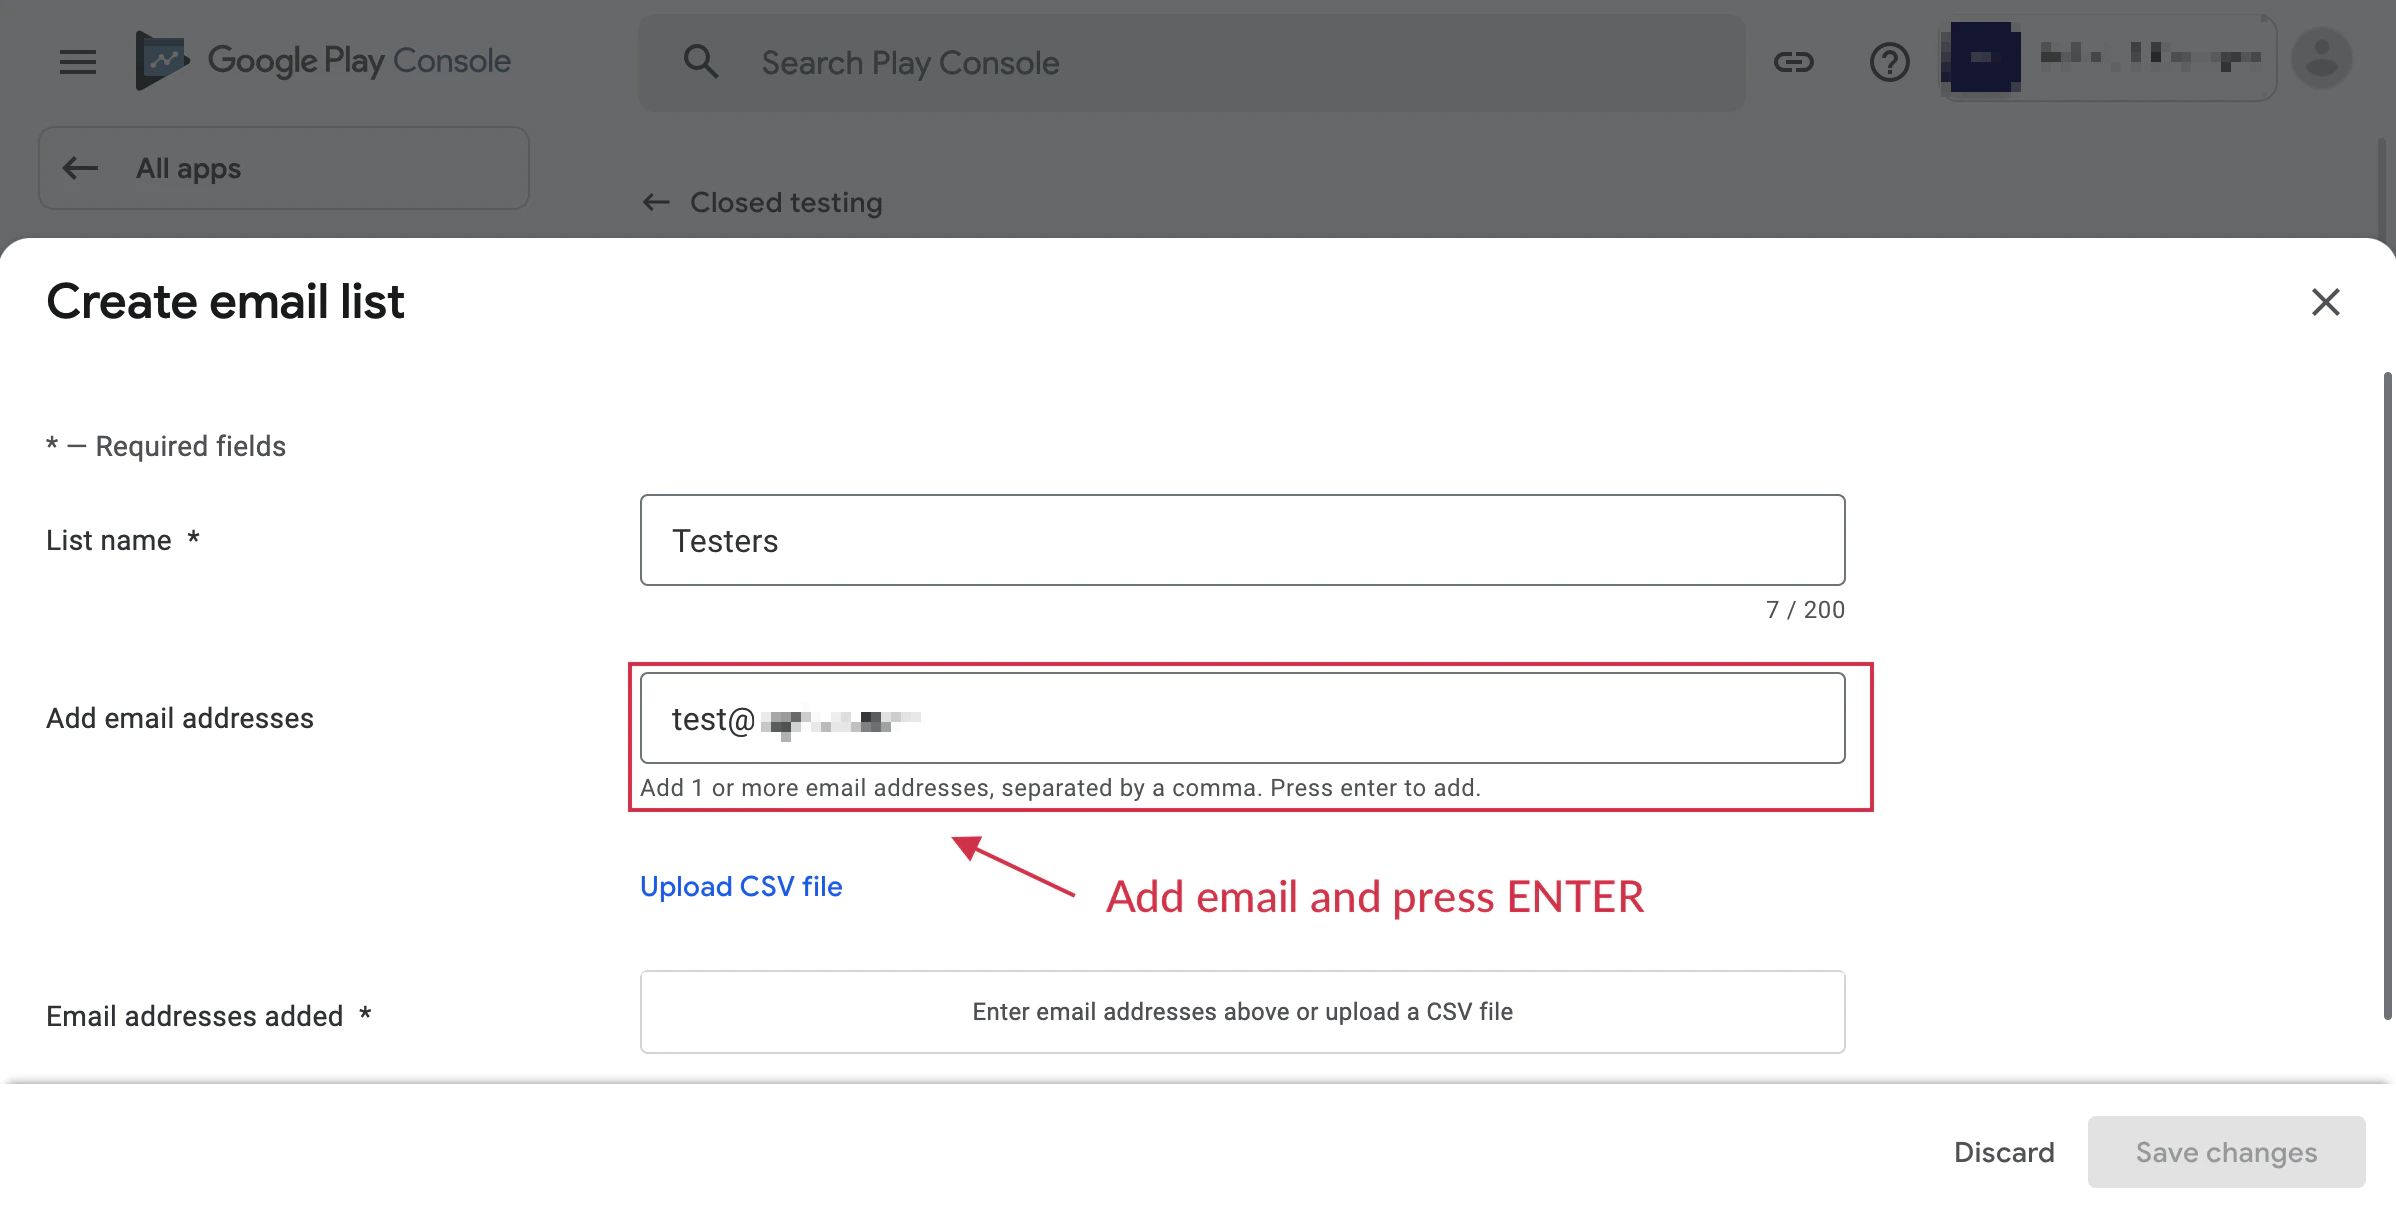 Google Play Console
Search Play Console
All apps
Closed testing
Create email list
* — Required fields
List name *
Testers
7 / 200
Add email addresses
test@
Add 1 or more email addresses, separated by a comma. Press enter to add.
Upload CSV file
Add email and press ENTER
Email addresses added *
Enter email addresses above or upload a CSV file
Discard
Save changes